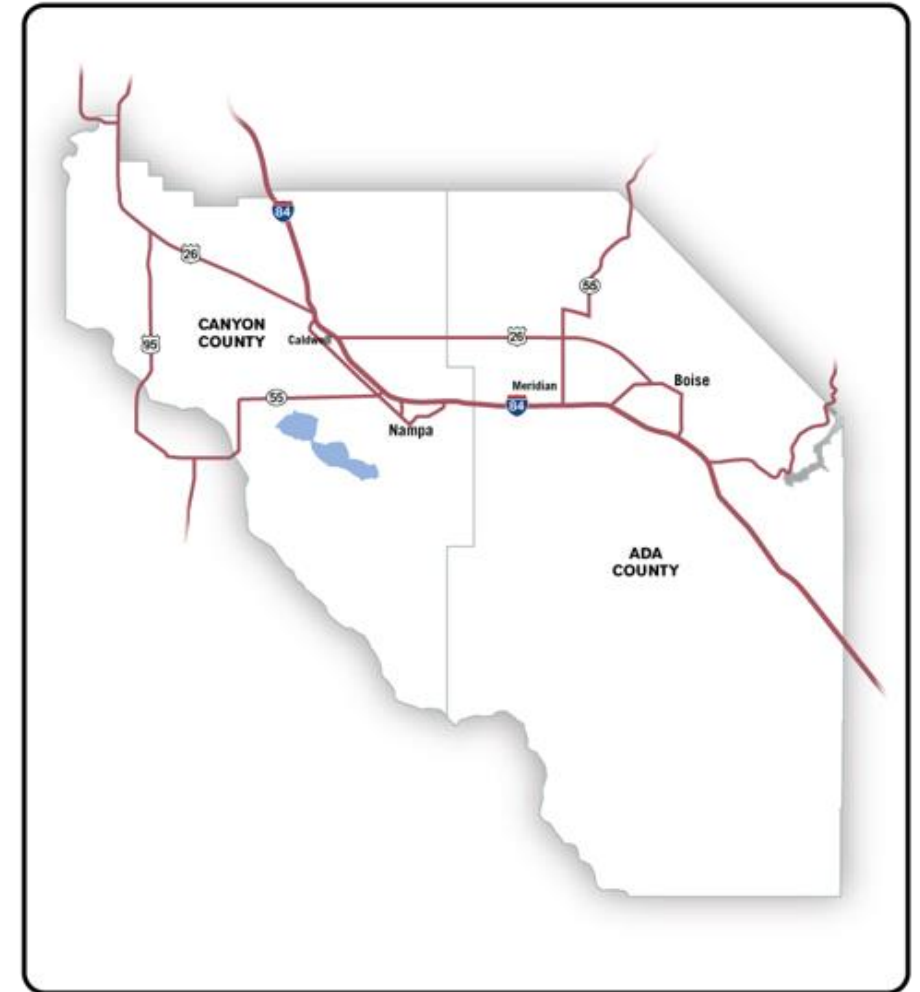 84
26
55
CANYON
COUNTY
Caldwell
26
95
Meridian
Boise
55
84
Nampa
ADA
COUNTY